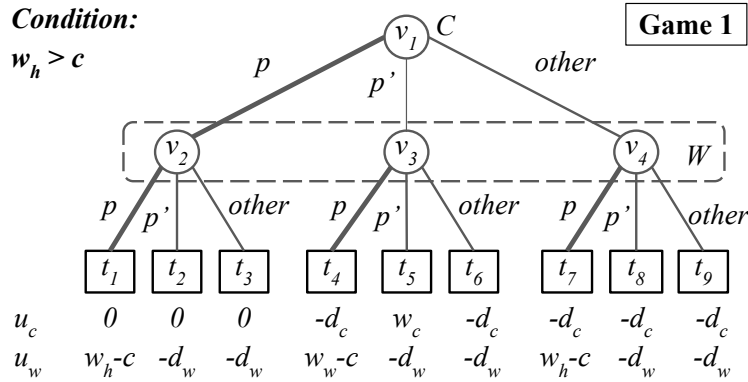 Condition:
w_h > c
Game 1
v_1 C
p p' other
v_2 v_3 v_4 W
p p' other p p' other p p' other
t_1 t_2 t_3 t_4 t_5 t_6 t_7 t_8 t_9
u_c 0 0 0 -d_c w_c -d_c -d_c -d_c -d_c
u_w w_h-c -d_w -d_w w_w-c -d_w -d_w w_h-c -d_w -d_w